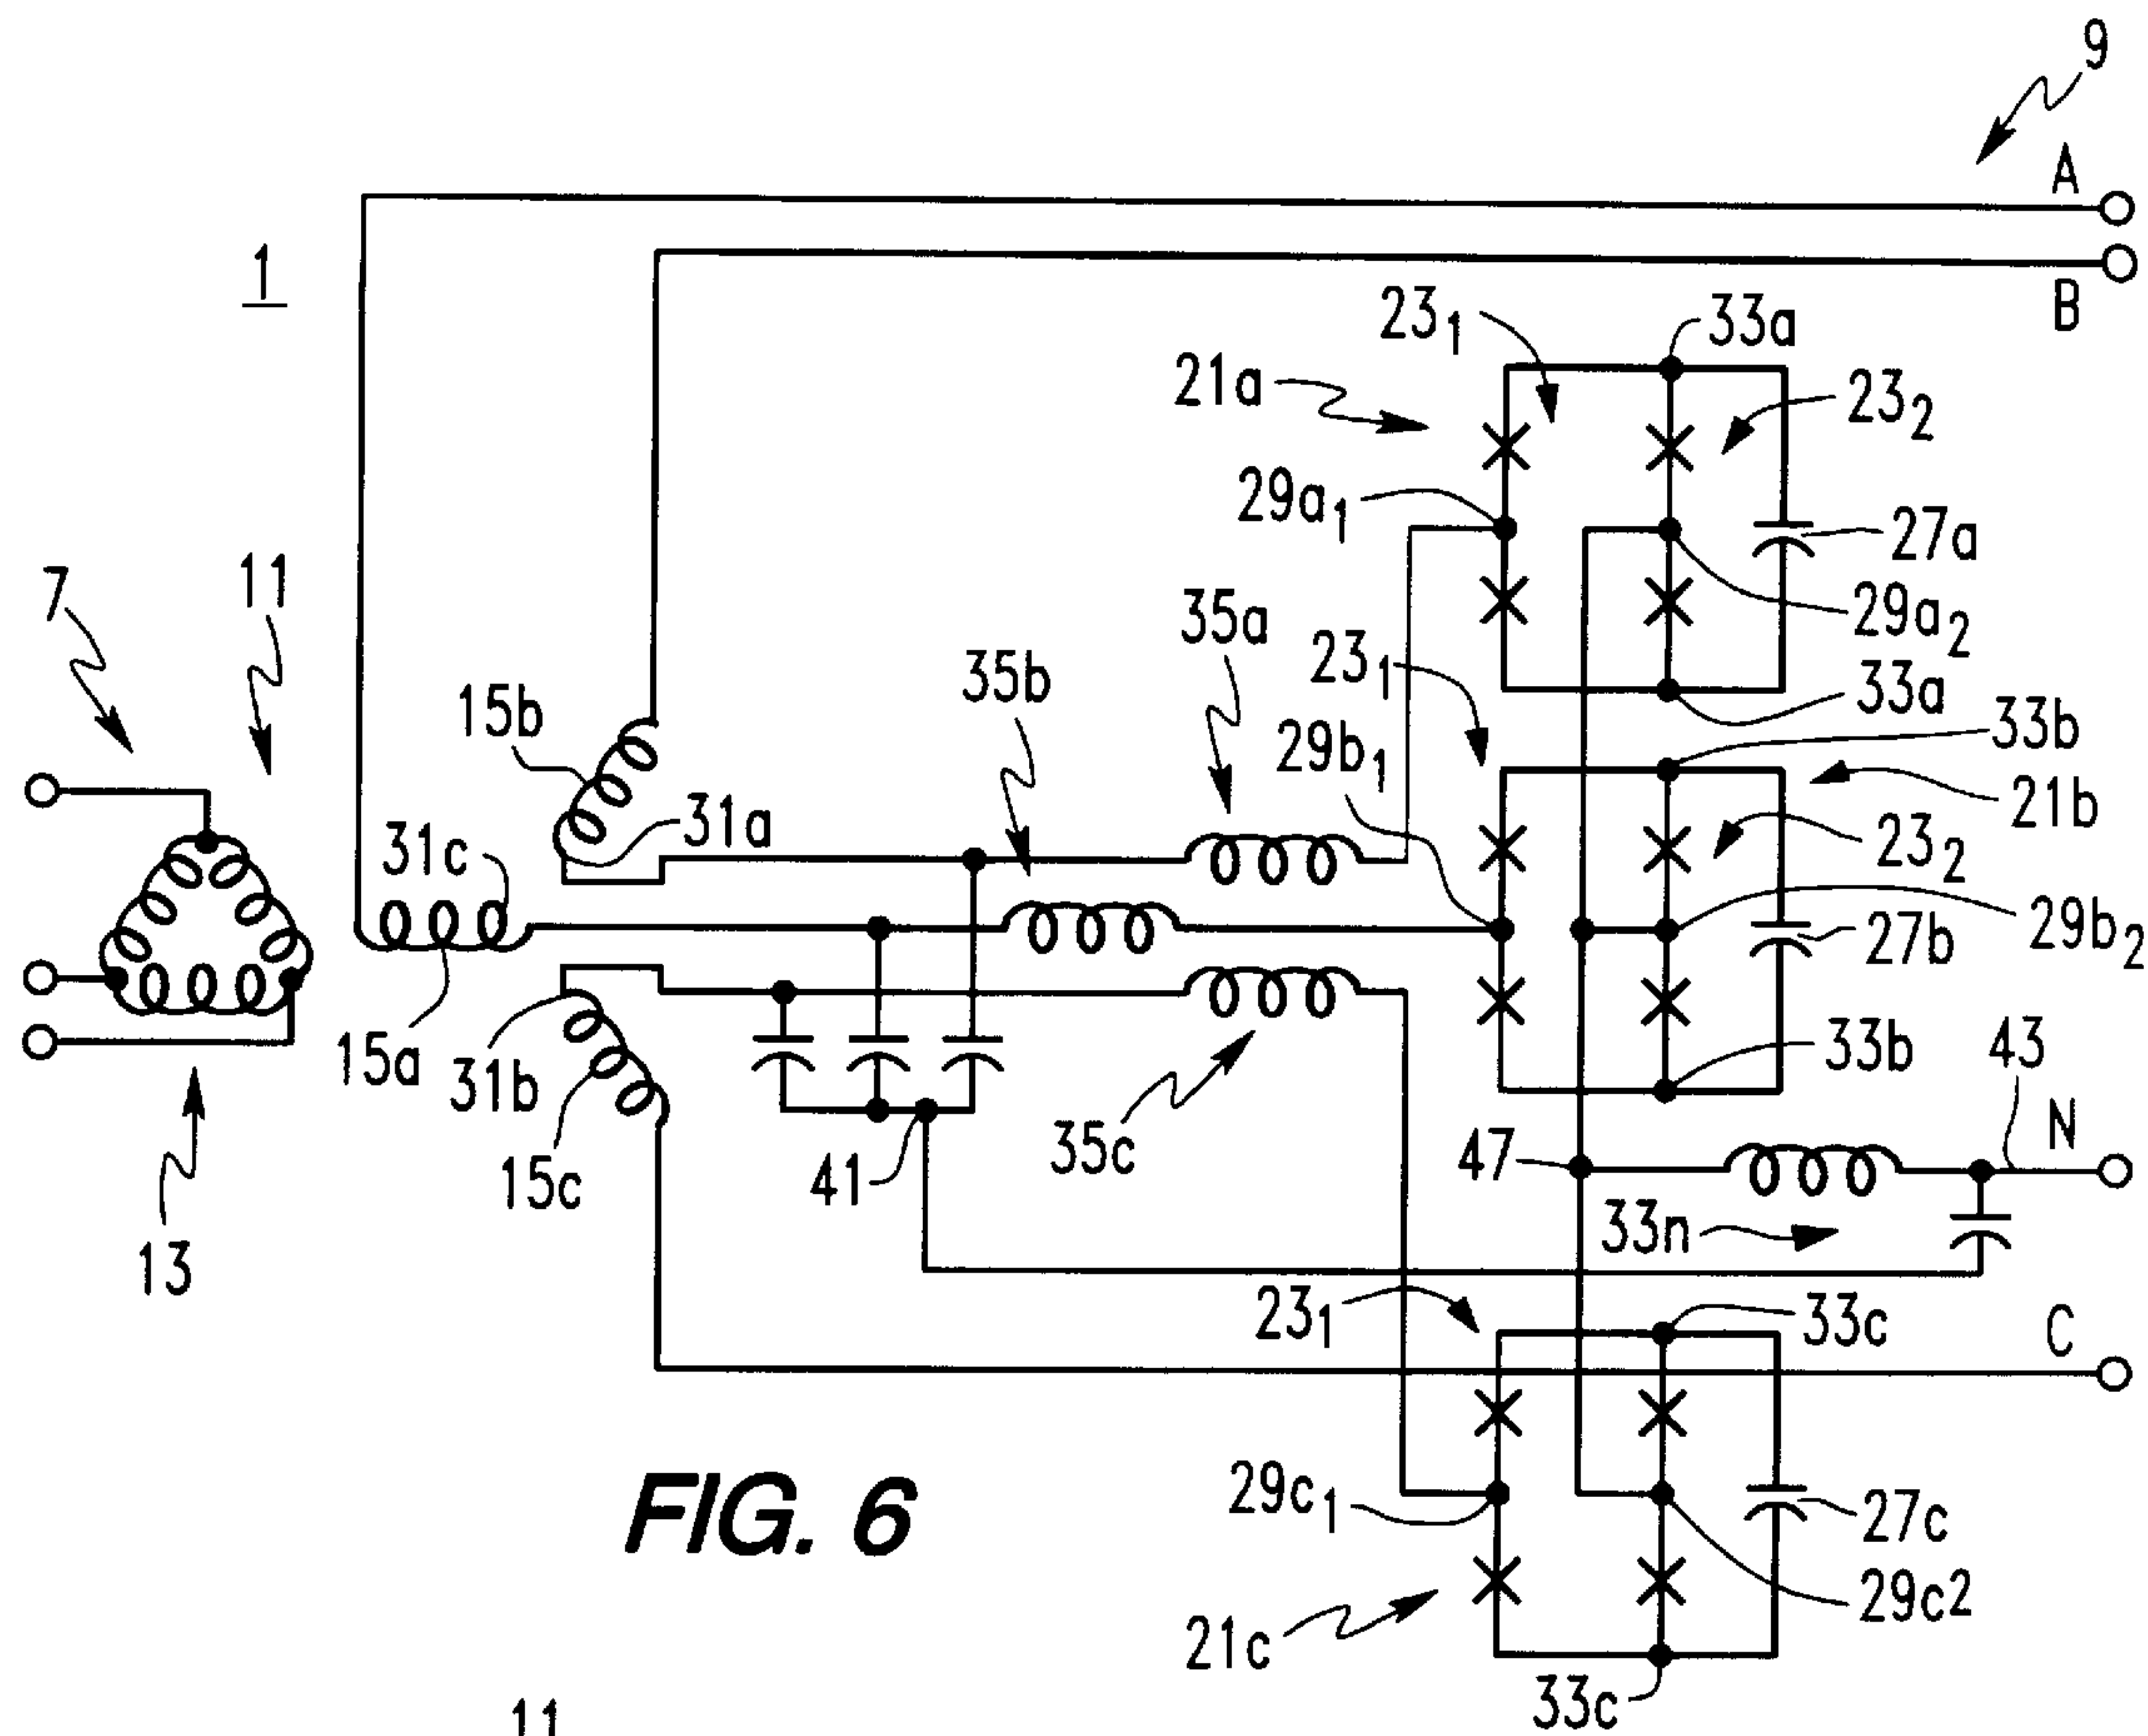 9
A
1
B
23₁
33a
21a
23₂
29a₁
27a
7
11
35a
29a₂
23₁
35b
33a
15b
33b
29b₁
21b
31a
31c
23₂
29b₂
27b
15a
31b
33b
43
35c
N
15c
41
47
33n
13
23₁
33c
C
FIG. 6
29c₁
27c
29c2
21c
33c
11